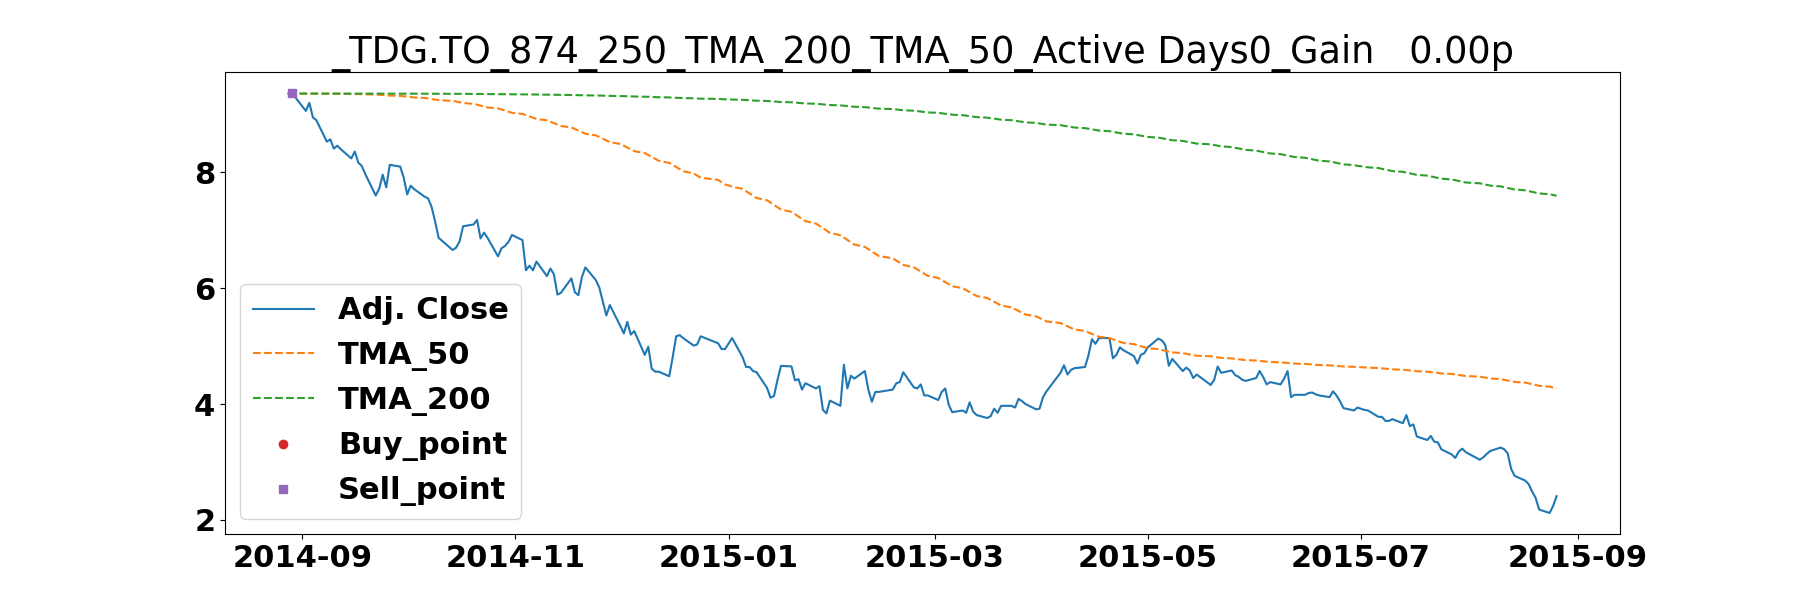 _TDG.TO_874_250_TMA_200_TMA_50_Active Days0_Gain   0.00p
8
6
4
2
Adj. Close
TMA_50
TMA_200
Buy_point
Sell_point
2014-09 2014-11 2015-01 2015-03 2015-05 2015-07 2015-09